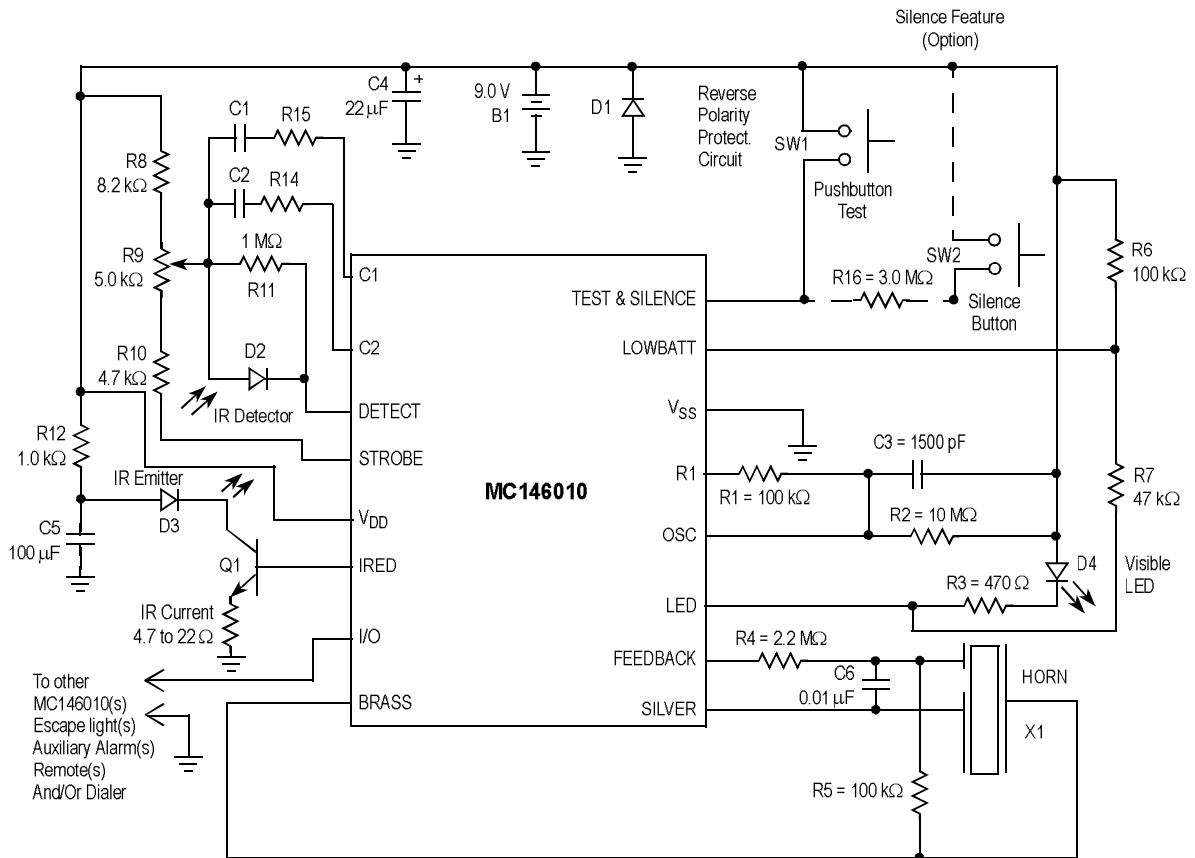 Silence Feature
(Option)
C4
+
22 µF
9.0 V
B1
D1
Reverse
Polarity
Protect.
Circuit
SW1
Pushbutton
Test
C1
R15
R8
8.2 kΩ
C2
R14
R9
5.0 kΩ
1 MΩ
R11
C1
SW2
Silence
Button
R6
100 kΩ
R16 = 3.0 MΩ
TEST & SILENCE
C2
LOWBATT
R10
4.7 kΩ
D2
IR Detector
DETECT
VSS
R12
1.0 kΩ
STROBE
C3 = 1500 pF
R1
R1 = 100 kΩ
R7
47 kΩ
IR Emitter
D3
MC146010
C5
100 µF
VDD
OSC
R2 = 10 MΩ
Q1
IRED
D4
Visible
LED
LED
R3 = 470 Ω
IR Current
4.7 to 22 Ω
I/O
R4 = 2.2 MΩ
FEEDBACK
C6
0.01 µF
HORN
X1
BRASS
SILVER
To other
MC146010(s)
Escape light(s)
Auxiliary Alarm(s)
Remote(s)
And/Or Dialer
R5 = 100 kΩ